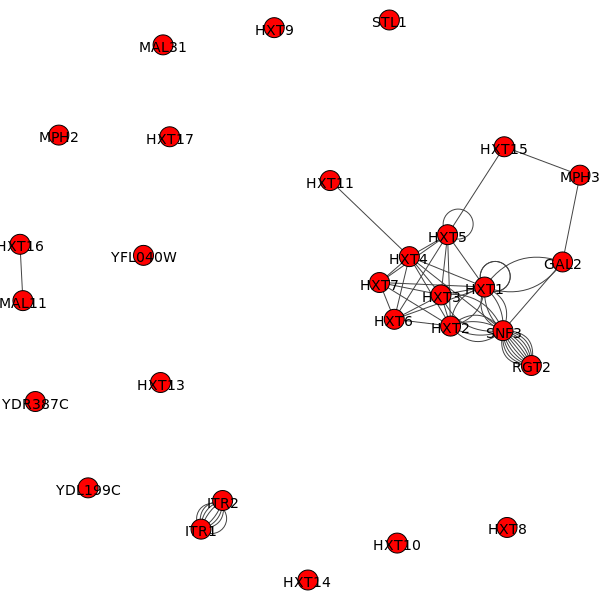 STL1
HXT9
MAL31
MPH2
HXT17
HXT15
MPH3
HXT11
HXT5
HXT16
YFL040W
HXT4
GAL2
HXT7
HXT1
HXT3
MAL11
HXT6
HXT2
SNF3
RGT2
HXT13
YDR387C
YDL199C
ITR2
ITR1
HXT8
HXT10
HXT14